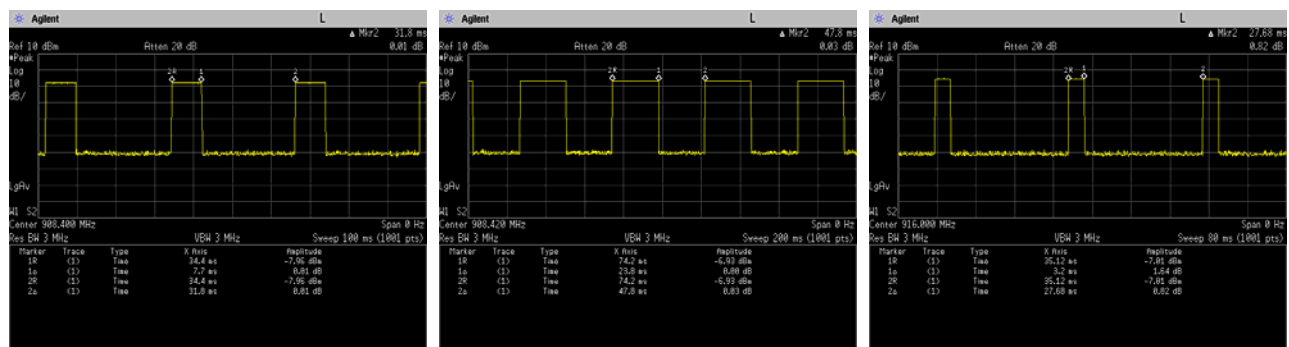 Agilent L
Δ Mkr2 31.8 ms
Ref 10 dBm Atten 20 dB 0.01 dB
#Peak
Log
10
dB/
2R 1 2
LgAv
W1 S2
Center 908.400 MHz Span 0 Hz
Res BW 3 MHz VBW 3 MHz Sweep 100 ms (1001 pts)
Marker Trace Type X Axis Amplitude
1R (1) Time 34.4 ms -7.96 dBm
1Δ (1) Time 7.7 ms 0.01 dB
2R (1) Time 34.4 ms -7.96 dBm
2Δ (1) Time 31.8 ms 0.01 dB
Agilent L
Δ Mkr2 47.8 ms
Ref 10 dBm Atten 20 dB 0.03 dB
#Peak
Log
10
dB/
2R 1 2
LgAv
W1 S2
Center 908.420 MHz Span 0 Hz
Res BW 3 MHz VBW 3 MHz Sweep 200 ms (1001 pts)
Marker Trace Type X Axis Amplitude
1R (1) Time 74.2 ms -6.93 dBm
1Δ (1) Time 23.8 ms 0.00 dB
2R (1) Time 74.2 ms -6.93 dBm
2Δ (1) Time 47.8 ms 0.03 dB
Agilent L
Δ Mkr2 27.68 ms
Ref 10 dBm Atten 20 dB 0.82 dB
#Peak
Log
10
dB/
2R 1 2
LgAv
W1 S2
Center 916.000 MHz Span 0 Hz
Res BW 3 MHz VBW 3 MHz Sweep 80 ms (1001 pts)
Marker Trace Type X Axis Amplitude
1R (1) Time 35.12 ms -7.01 dBm
1Δ (1) Time 3.2 ms 1.64 dB
2R (1) Time 35.12 ms -7.01 dBm
2Δ (1) Time 27.68 ms 0.82 dB